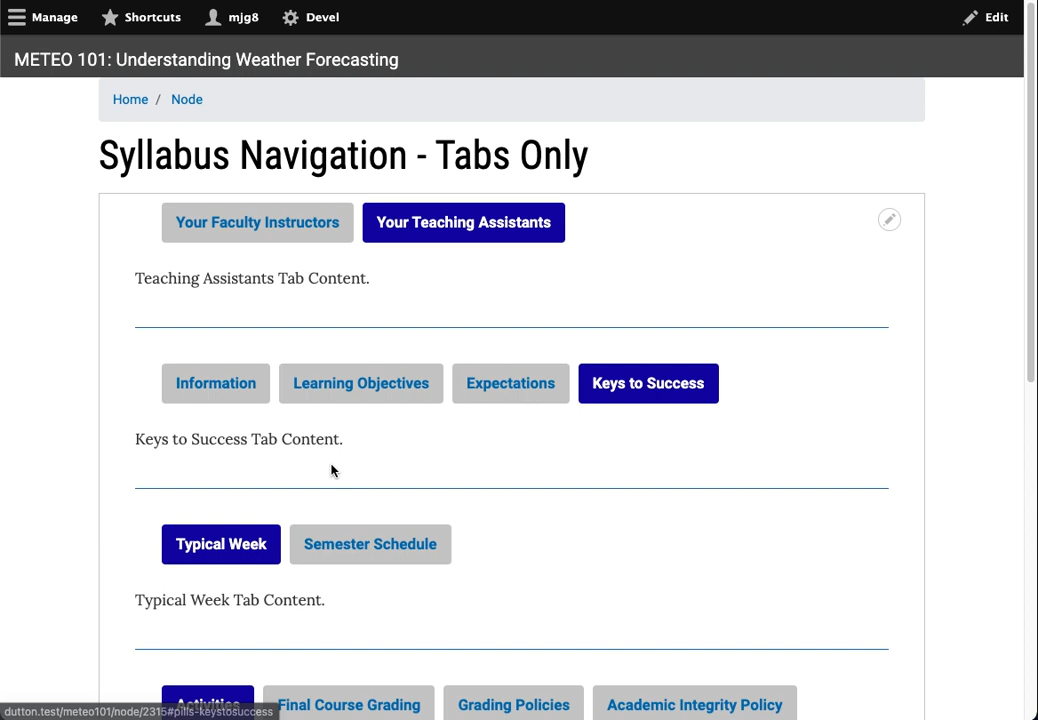 Manage Shortcuts mjg8 Devel Edit
METEO 101: Understanding Weather Forecasting
Home / Node
Syllabus Navigation - Tabs Only
Your Faculty Instructors Your Teaching Assistants
Teaching Assistants Tab Content.
Information Learning Objectives Expectations Keys to Success
Keys to Success Tab Content.
Typical Week Semester Schedule
Typical Week Tab Content.
Activities Final Course Grading Grading Policies Academic Integrity Policy
dutton.test/meteo101/node/2315#pills-keystosuccess